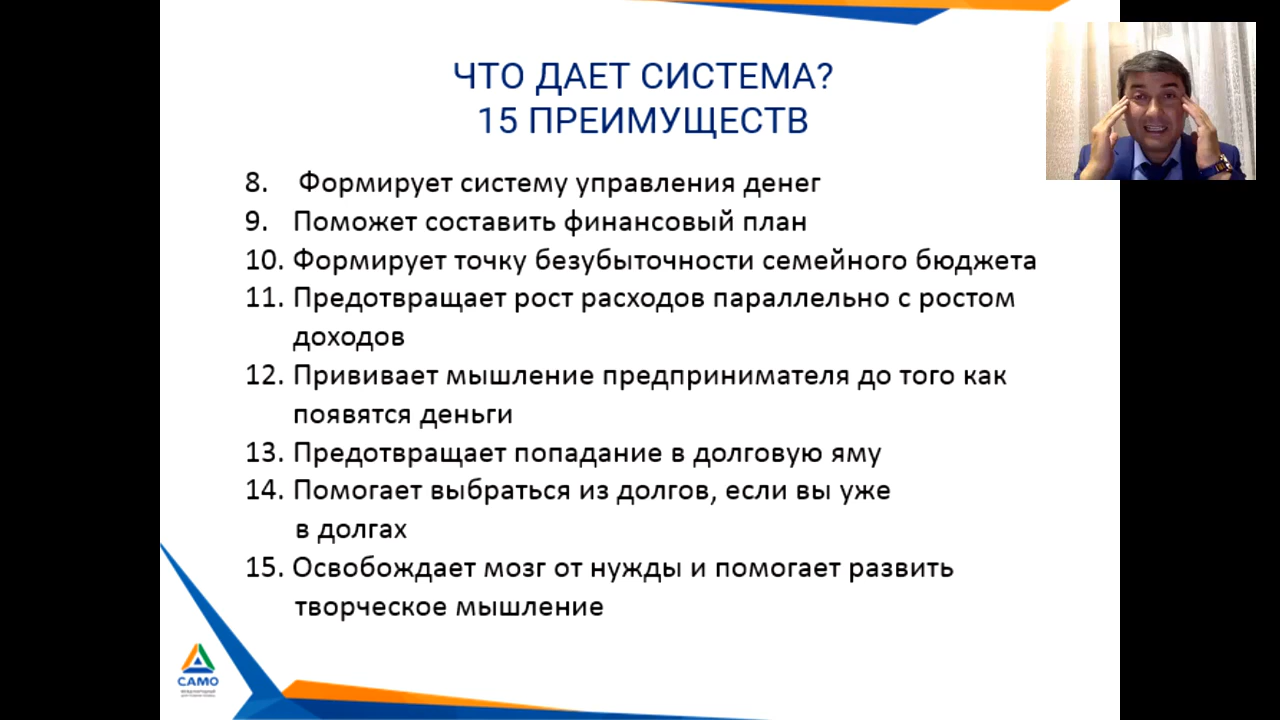 ЧТО ДАЕТ СИСТЕМА?
15 ПРЕИМУЩЕСТВ
8. Формирует систему управления денег
9. Поможет составить финансовый план
10. Формирует точку безубыточности семейного бюджета
11. Предотвращает рост расходов параллельно с ростом
доходов
12. Прививает мышление предпринимателя до того как
появятся деньги
13. Предотвращает попадание в долговую яму
14. Помогает выбраться из долгов, если вы уже
в долгах
15. Освобождает мозг от нужды и помогает развить
творческое мышление
САМО